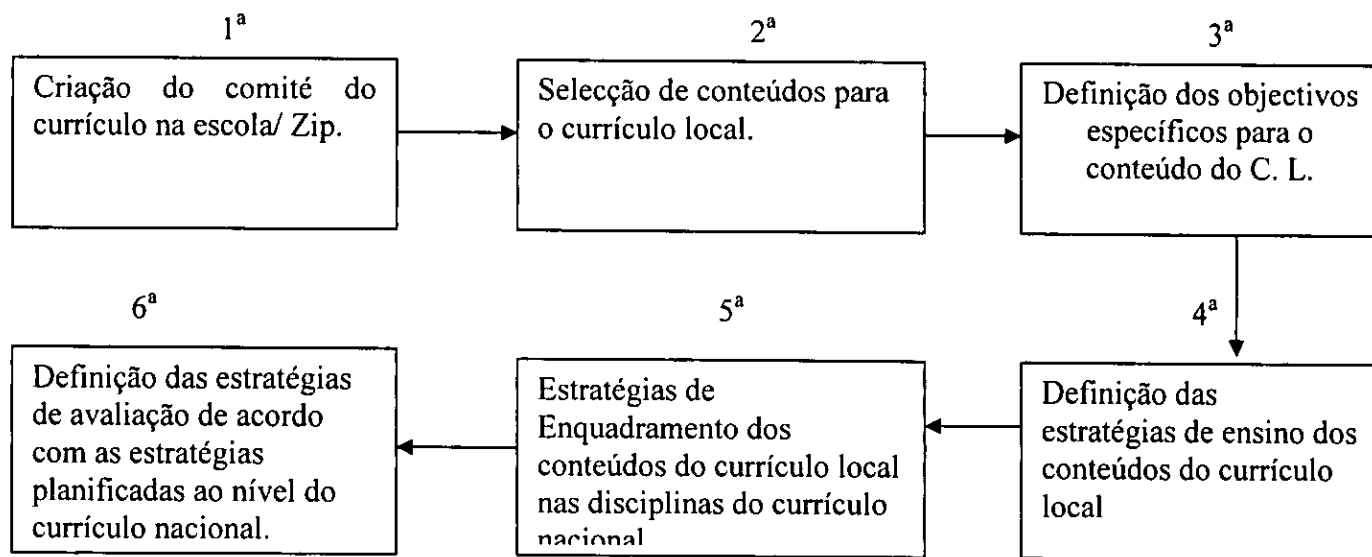 1ª
Criação do comité do
currículo na escola/ Zip.
2ª
Selecção de conteúdos para
o currículo local.
3ª
Definição dos objectivos
específicos para o
conteúdo do C. L.
4ª
Definição das
estratégias de ensino dos
conteúdos do currículo
local
5ª
Estratégias de
Enquadramento dos
conteúdos do currículo local
nas disciplinas do currículo
nacional
6ª
Definição das estratégias
de avaliação de acordo
com as estratégias
planificadas ao nível do
currículo nacional.